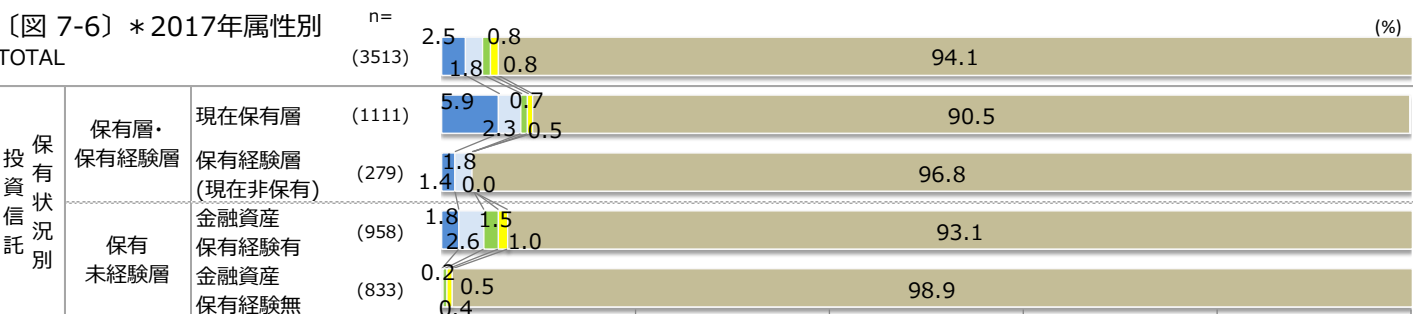 〔図 7-6〕＊2017年属性別
n=
(%)
TOTAL
(3513)
2.5
1.8
0.8
0.8
94.1
投資信託
保有状況別
保有層・
保有経験層
現在保有層
(1111)
5.9
2.3
0.7
0.5
90.5
保有経験層
(現在非保有)
(279)
1.4
1.8
0.0
96.8
保有
未経験層
金融資産
保有経験有
(958)
1.8
2.6
1.5
1.0
93.1
金融資産
保有経験無
(833)
0.2
0.4
0.5
98.9